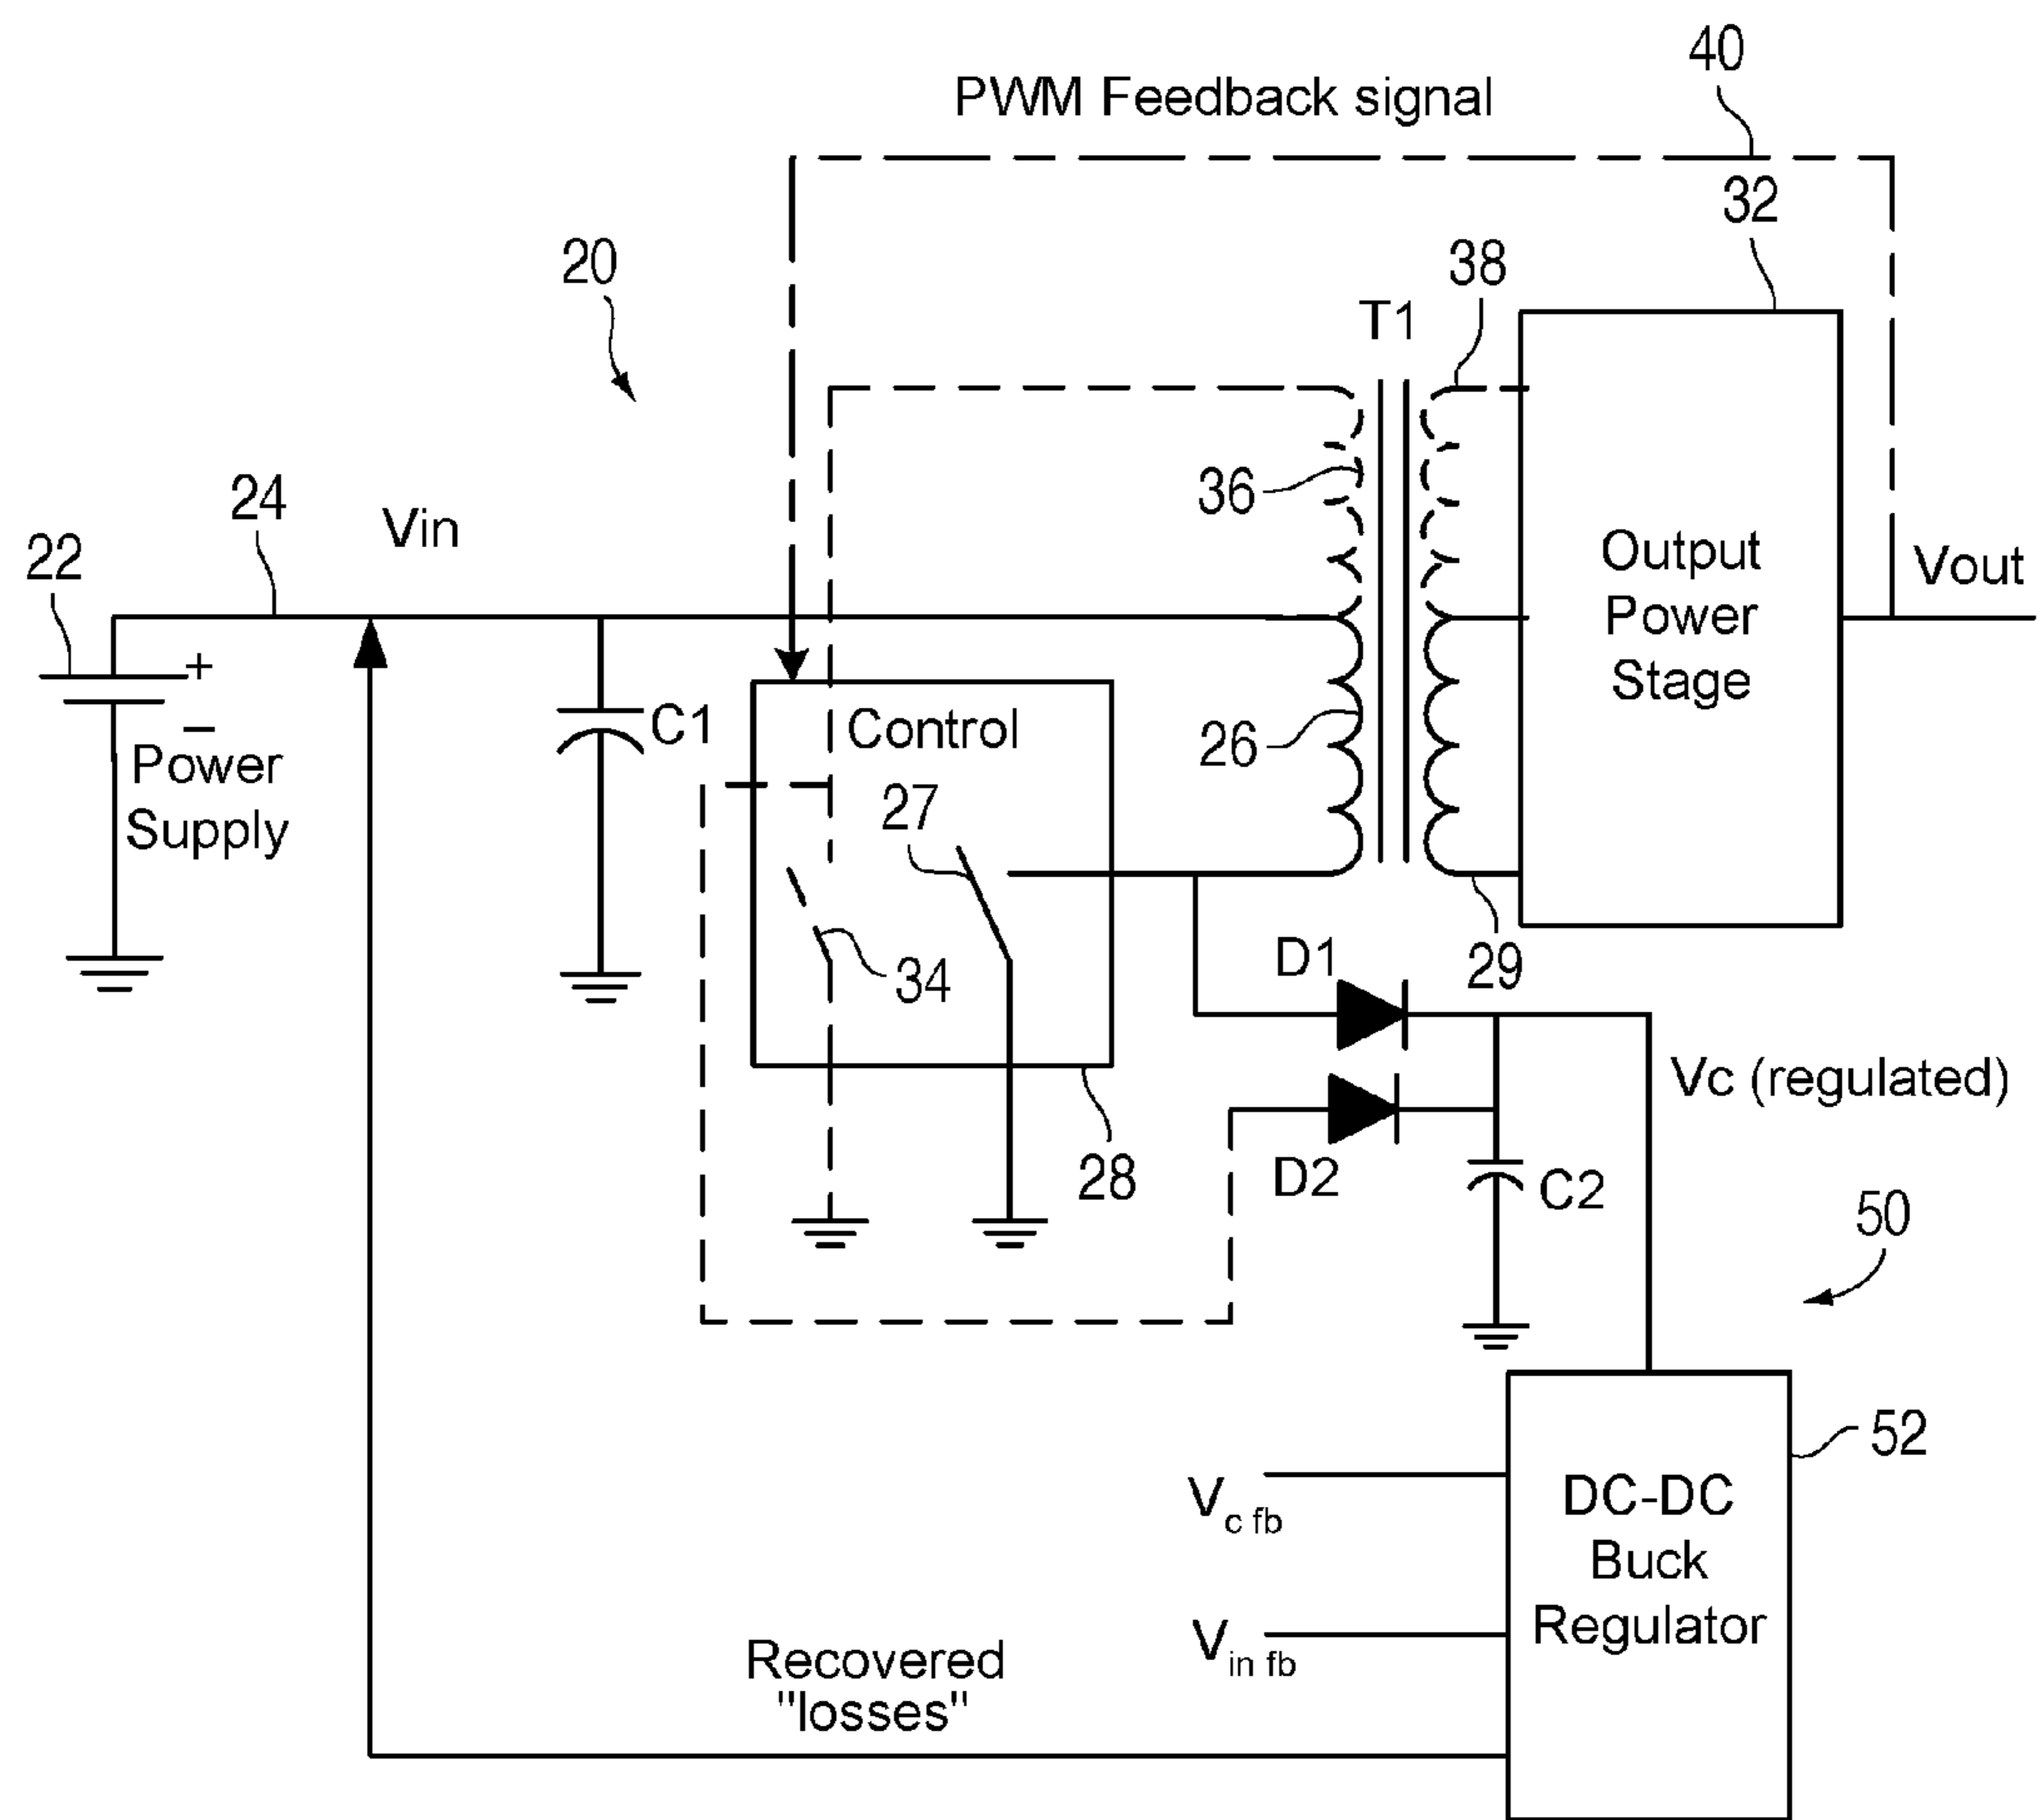 40
PWM Feedback signal
32
20
38
T1
36
24
Vin
22
Output
Power
Stage
Vout
+
−
Power
Supply
C1
Control
26
27
34
D1
29
Vc (regulated)
28
D2
C2
50
52
V c fb
DC-DC
Buck
Regulator
V in fb
Recovered
"losses"